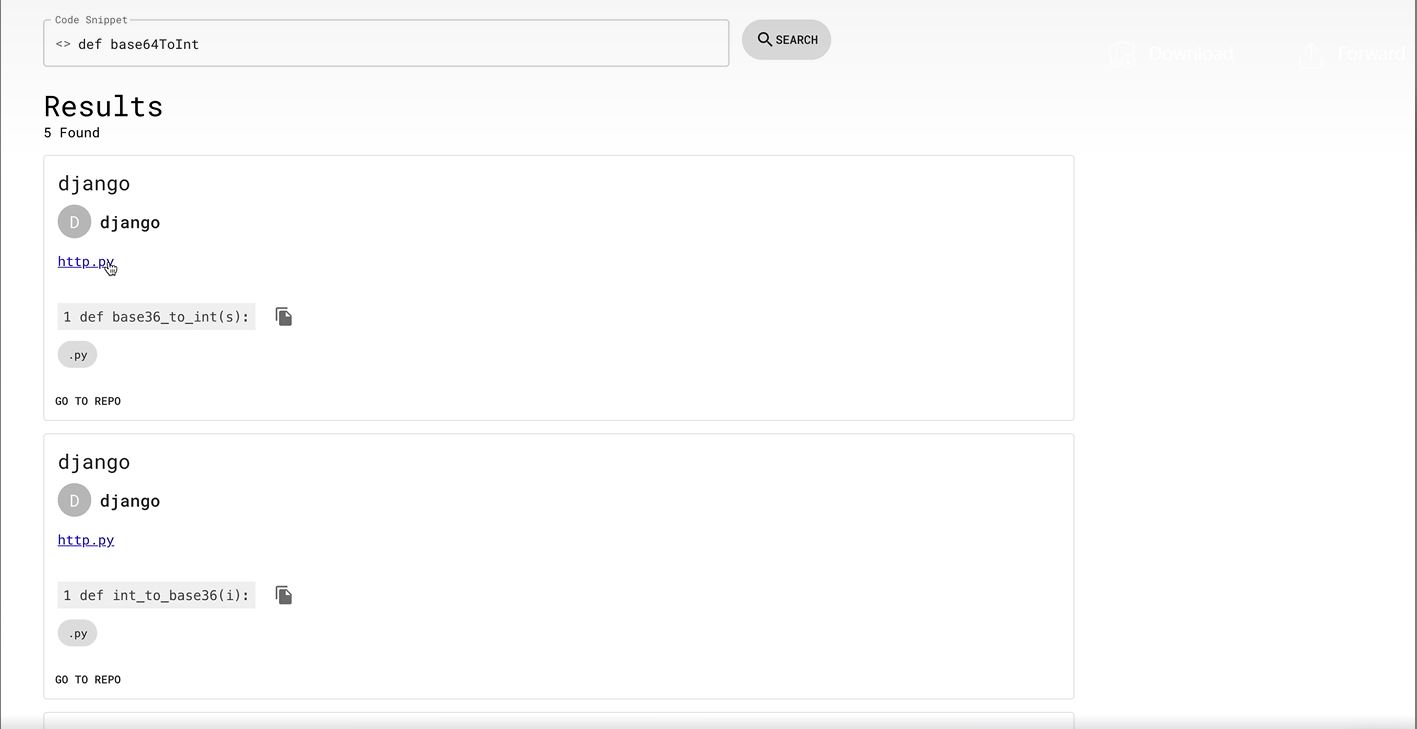 Code Snippet
<> def base64ToInt
SEARCH
Download
Forward
Results
5 Found
django
D django
http.py
1 def base36_to_int(s):
.py
GO TO REPO
django
D django
http.py
1 def int_to_base36(i):
.py
GO TO REPO